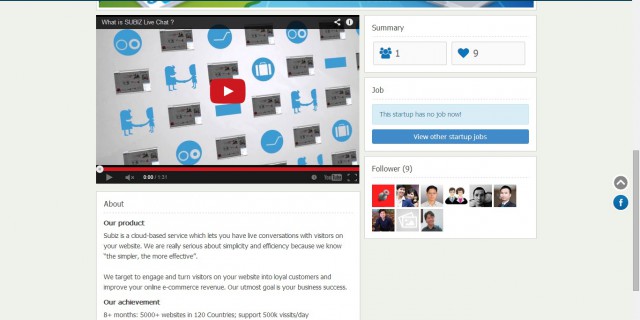 What is SUBIZ Live Chat ?
0:00 / 1:31
YouTube
About
Our product
Subiz is a cloud-based service which lets you have live conversations with visitors on
your website. We are really serious about simplicity and efficiency because we know
"the simpler, the more effective".
We target to engage and turn visitors on your website into loyal customers and
improve your online e-commerce revenue. Our utmost goal is your business success.
Our achievement
8+ months: 5000+ websites in 120 Countries; support 500k vissits/day
Summary
1
9
Job
This startup has no job now!
View other startup jobs
Follower (9)
f